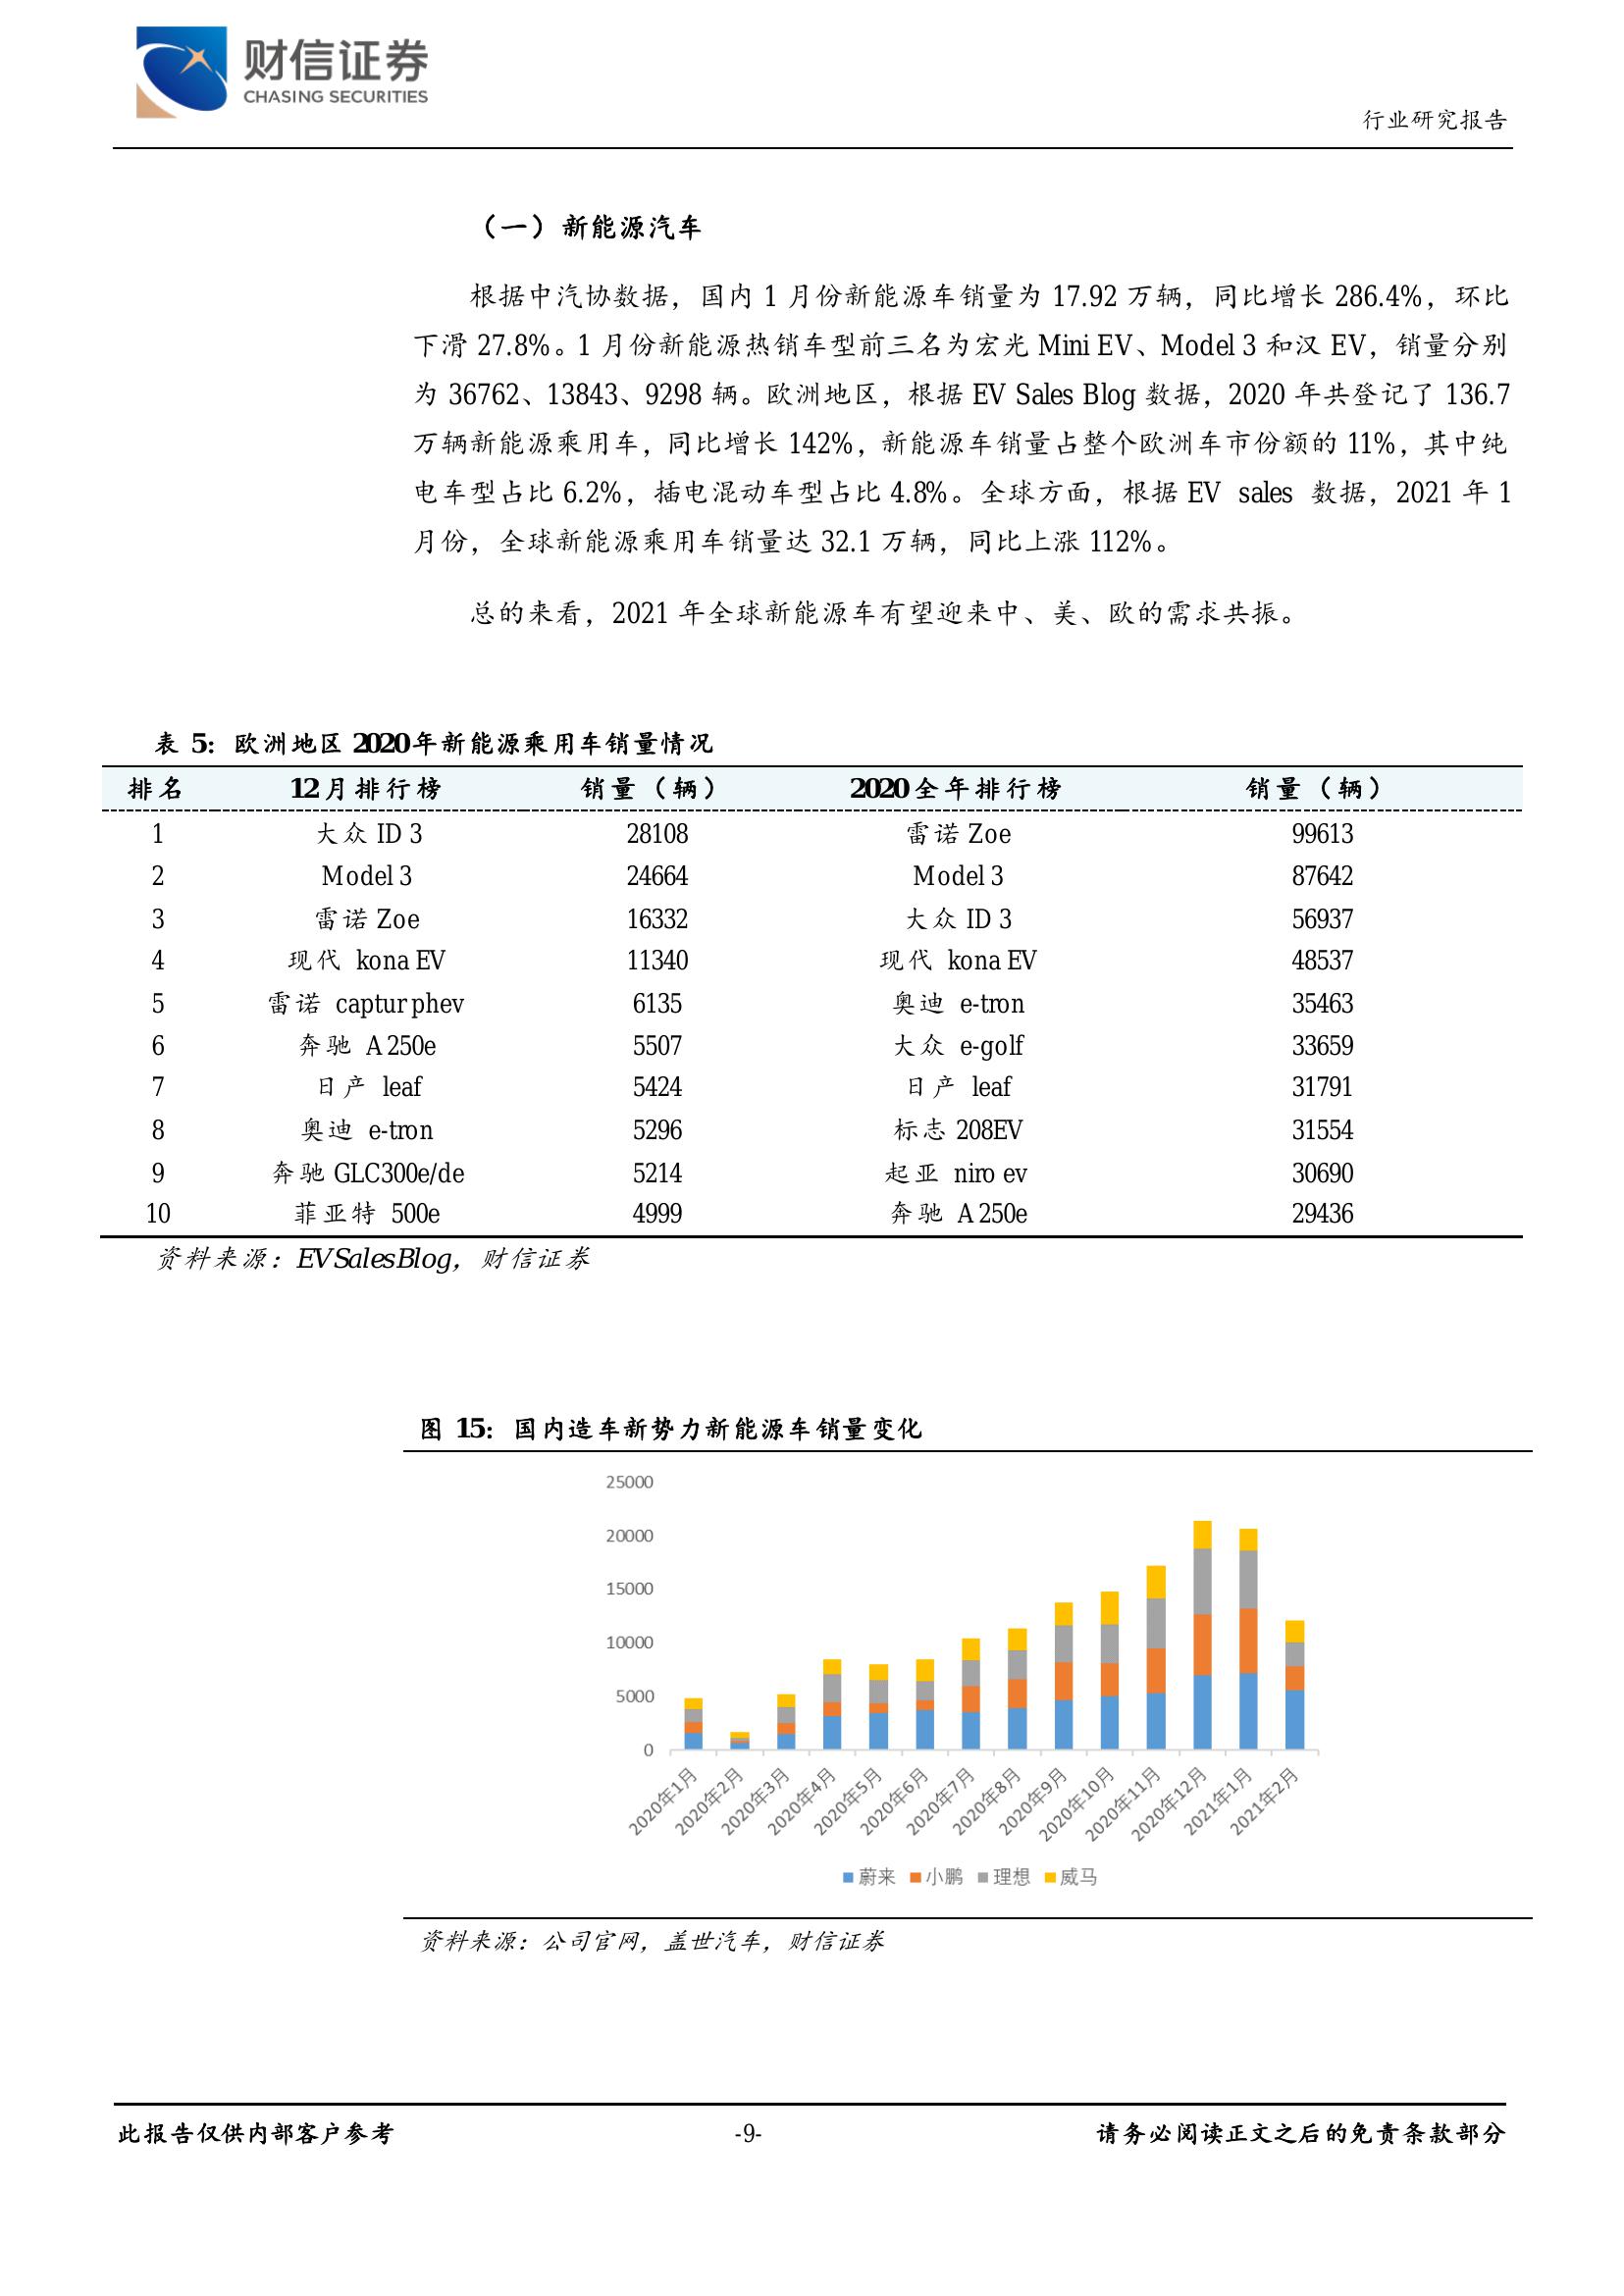 财信证券
CHASING SECURITIES
行业研究报告
（一）新能源汽车
根据中汽协数据，国内 1 月份新能源车销量为 17.92 万辆，同比增长 286.4%，环比
下滑 27.8%。1 月份新能源热销车型前三名为宏光 Mini EV、Model 3 和汉 EV，销量分别
为 36762、13843、9298 辆。欧洲地区，根据 EV Sales Blog 数据，2020 年共登记了 136.7
万辆新能源乘用车，同比增长 142%，新能源车销量占整个欧洲车市份额的 11%，其中纯
电车型占比 6.2%，插电混动车型占比 4.8%。全球方面，根据 EV sales 数据，2021 年 1
月份，全球新能源乘用车销量达 32.1 万辆，同比上涨 112%。
总的来看，2021 年全球新能源车有望迎来中、美、欧的需求共振。
表 5：欧洲地区 2020 年新能源乘用车销量情况
排名 12 月排行榜 销量（辆） 2020 全年排行榜 销量（辆）
1 大众 ID 3 28108 雷诺 Zoe 99613
2 Model 3 24664 Model 3 87642
3 雷诺 Zoe 16332 大众 ID 3 56937
4 现代 kona EV 11340 现代 kona EV 48537
5 雷诺 captur phev 6135 奥迪 e-tron 35463
6 奔驰 A 250e 5507 大众 e-golf 33659
7 日产 leaf 5424 日产 leaf 31791
8 奥迪 e-tron 5296 标志 208EV 31554
9 奔驰 GLC300e/de 5214 起亚 niro ev 30690
10 菲亚特 500e 4999 奔驰 A 250e 29436
资料来源：EVSalesBlog，财信证券
图 15：国内造车新势力新能源车销量变化
25000
20000
15000
10000
5000
0
2020年1月 2020年2月 2020年3月 2020年4月 2020年5月 2020年6月 2020年7月 2020年8月 2020年9月 2020年10月 2020年11月 2020年12月 2021年1月 2021年2月
蔚来 小鹏 理想 威马
资料来源：公司官网，盖世汽车，财信证券
此报告仅供内部客户参考 -9- 请务必阅读正文之后的免责条款部分